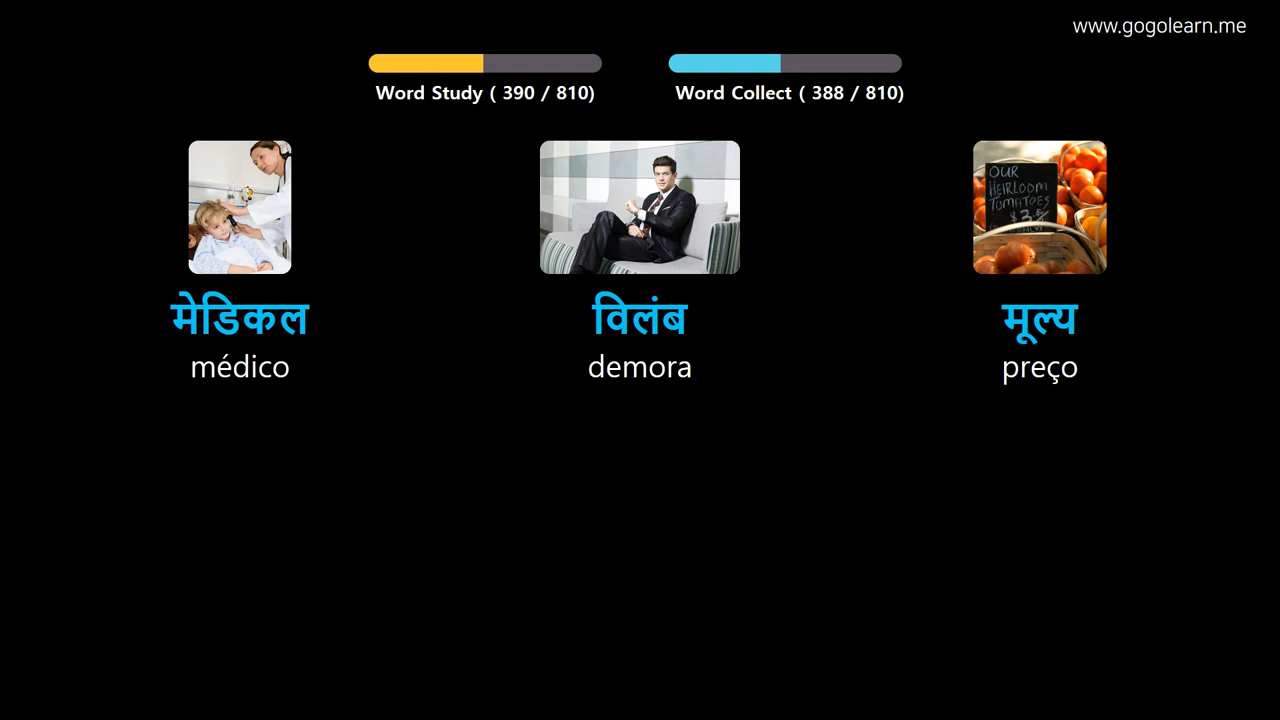 www.gogolearn.me
Word Study ( 390 / 810)
Word Collect ( 388 / 810)
OUR
HEIRLOOM
TOMATOES
मेडिकल
médico
विलंब
demora
मूल्य
preço